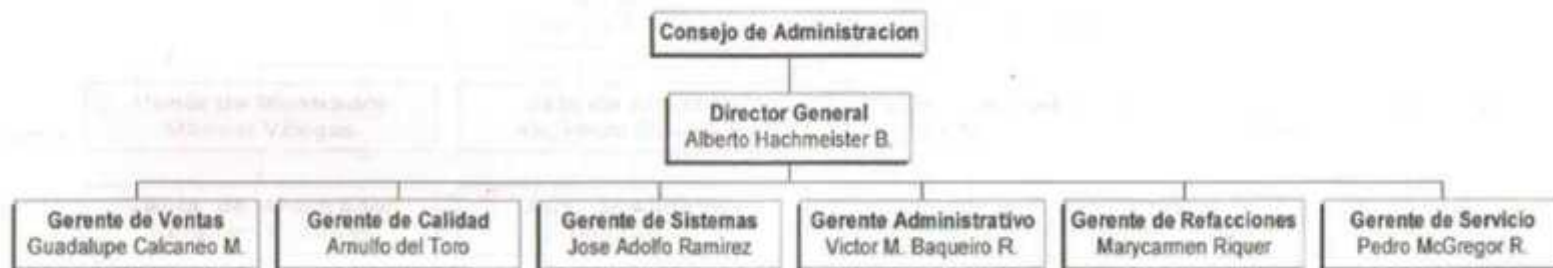 Consejo de Administracion
Director General
Alberto Hachmeister B.
Gerente de Ventas
Guadalupe Calcaneo M.
Gerente de Calidad
Arnulfo del Toro
Gerente de Sistemas
Jose Adolfo Ramirez
Gerente Administrativo
Victor M. Baqueiro R.
Gerente de Refacciones
Marycarmen Riquer
Gerente de Servicio
Pedro McGregor R.